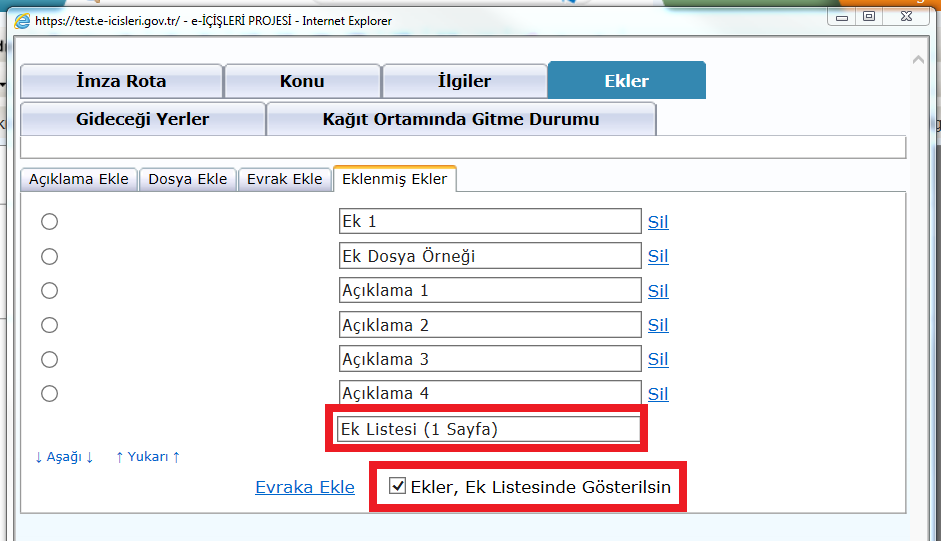 https://test.e-icisleri.gov.tr/ - e-İÇİŞLERİ PROJESİ - Internet Explorer
İmza Rota Konu İlgiler Ekler
Gideceği Yerler Kağıt Ortamında Gitme Durumu
Açıklama Ekle Dosya Ekle Evrak Ekle Eklenmiş Ekler
Ek 1 Sil
Ek Dosya Örneği Sil
Açıklama 1 Sil
Açıklama 2 Sil
Açıklama 3 Sil
Açıklama 4 Sil
Ek Listesi (1 Sayfa)
↓ Aşağı ↓ ↑ Yukarı ↑
Evraka Ekle Ekler, Ek Listesinde Gösterilsin